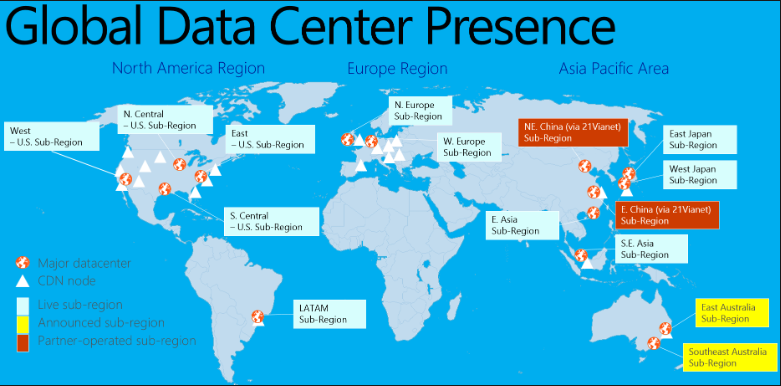 Global Data Center Presence
North America Region
Europe Region
Asia Pacific Area
N. Central
– U.S. Sub-Region
West
– U.S. Sub-Region
East
– U.S. Sub-Region
S. Central
– U.S. Sub-Region
N. Europe
Sub-Region
W. Europe
Sub-Region
NE. China (via 21Vianet)
Sub-Region
East Japan
Sub-Region
West Japan
Sub-Region
E. China (via 21Vianet)
Sub-Region
E. Asia
Sub-Region
S.E. Asia
Sub-Region
LATAM
Sub-Region
East Australia
Sub-Region
Southeast Australia
Sub-Region
Major datacenter
CDN node
Live sub-region
Announced sub-region
Partner-operated sub-region